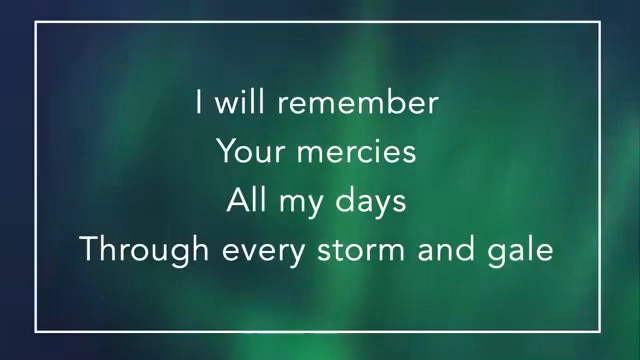 I will remember
Your mercies
All my days
Through every storm and gale